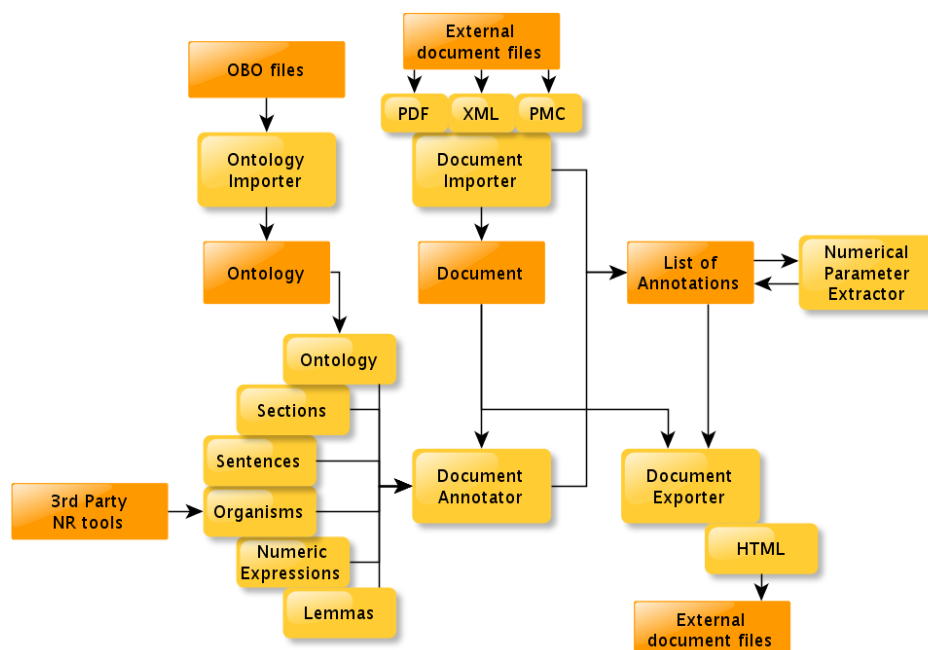 OBO files
External
document files
PDF
XML
PMC
Ontology
Importer
Document
Importer
Ontology
Document
List of
Annotations
Numerical
Parameter
Extractor
Ontology
Sections
Sentences
3rd Party
NR tools
Organisms
Numeric
Expressions
Lemmas
Document
Annotator
Document
Exporter
HTML
External
document files